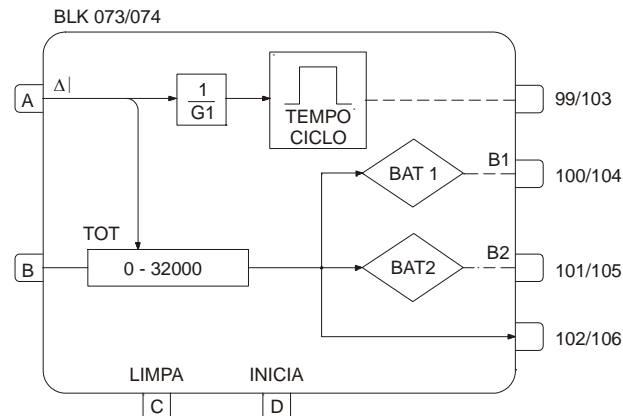 BLK 073/074
A
Δ|
1
G1
TEMPO
CICLO
99/103
BAT 1
B1
100/104
TOT
B
0 - 32000
BAT2
B2
101/105
102/106
LIMPA
INICIA
C
D